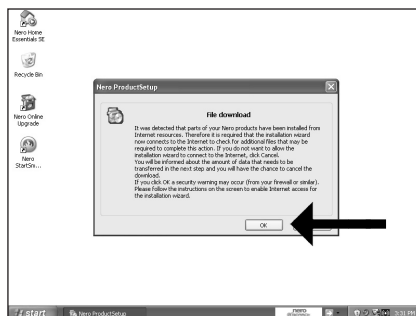 Nero Home
Essentials SE
Recycle Bin
Nero Online
Upgrade
Nero
StartSm...
Nero ProductSetup
File download
It was detected that parts of your Nero products have been installed from
Internet resources. Therefore it is required that the installation wizard
now connects to the Internet to check for additional files that may be
required to complete this action. If you do not want to allow the
installation wizard to connect to the Internet, click Cancel.
You will be informed about the amount of data that needs to be
transferred in the next step and you will have the chance to cancel the
download.
If you click OK a security warning may occur (from your firewall or similar).
Please follow the instructions on the screen to enable Internet access for
the installation wizard.
OK
start
Nero ProductSetup
nero
3:31 PM